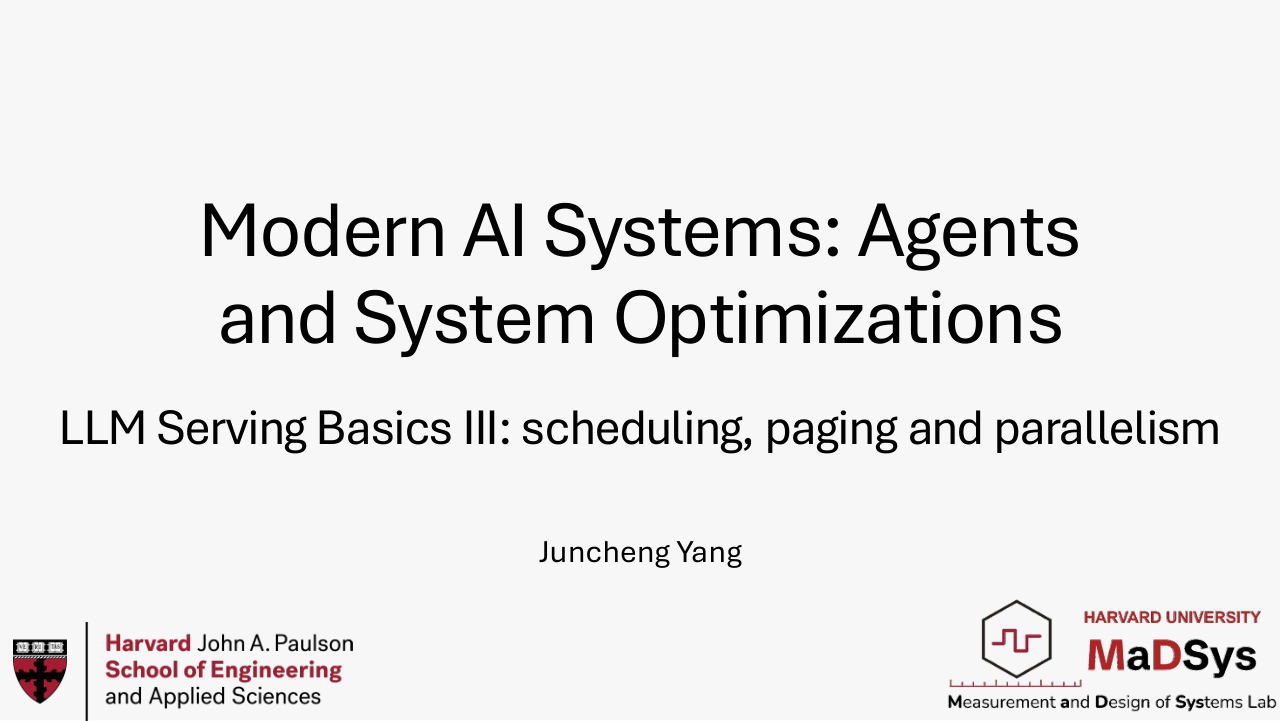 Modern AI Systems: Agents
and System Optimizations
LLM Serving Basics III: scheduling, paging and parallelism
Juncheng Yang
Harvard John A. Paulson
School of Engineering
and Applied Sciences
HARVARD UNIVERSITY
MaDSys
Measurement and Design of Systems Lab